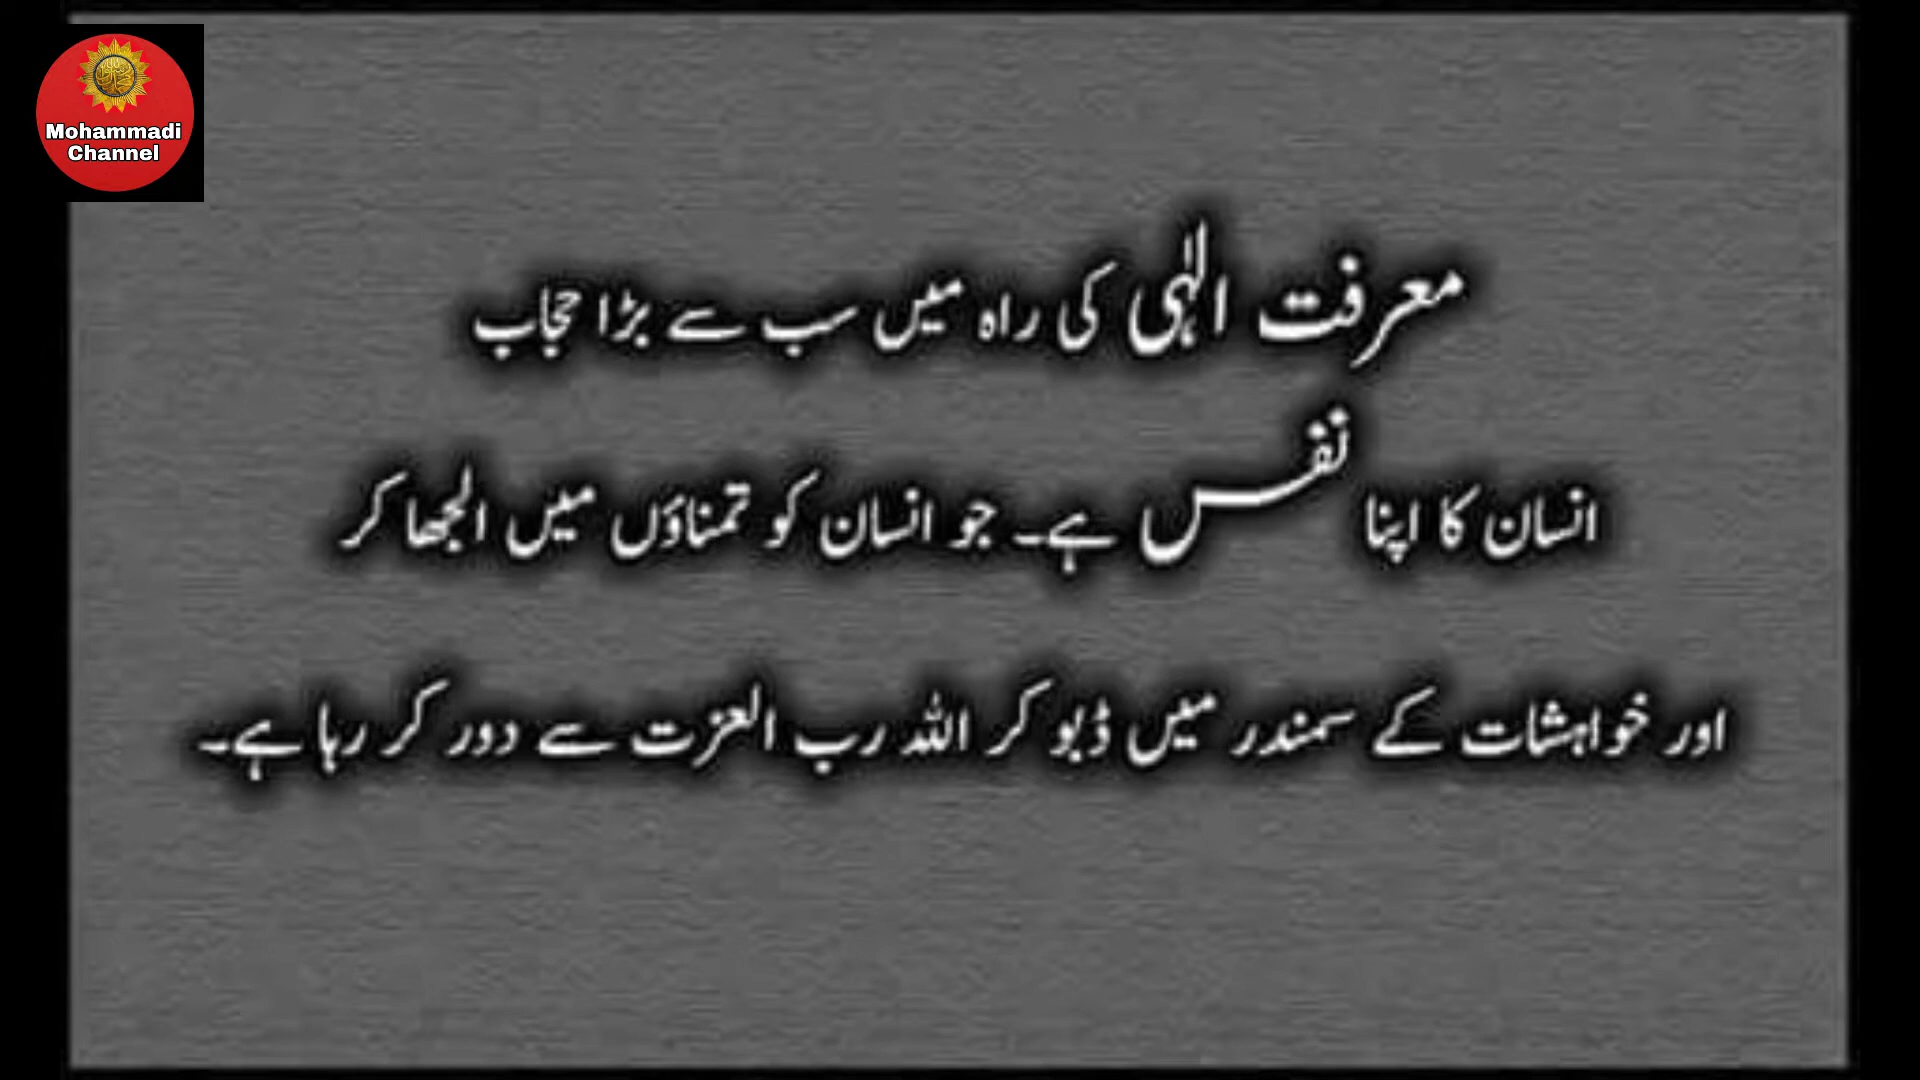 Mohammadi
Channel
معرفت الٰہی کی راہ میں سب سے بڑا حجاب
انسان کا اپنا نفس ہے۔ جو انسان کو تمناؤں میں الجھا کر
اور خواہشات کے سمندر میں ڈبو کر اللہ رب العزت سے دور کر رہا ہے۔